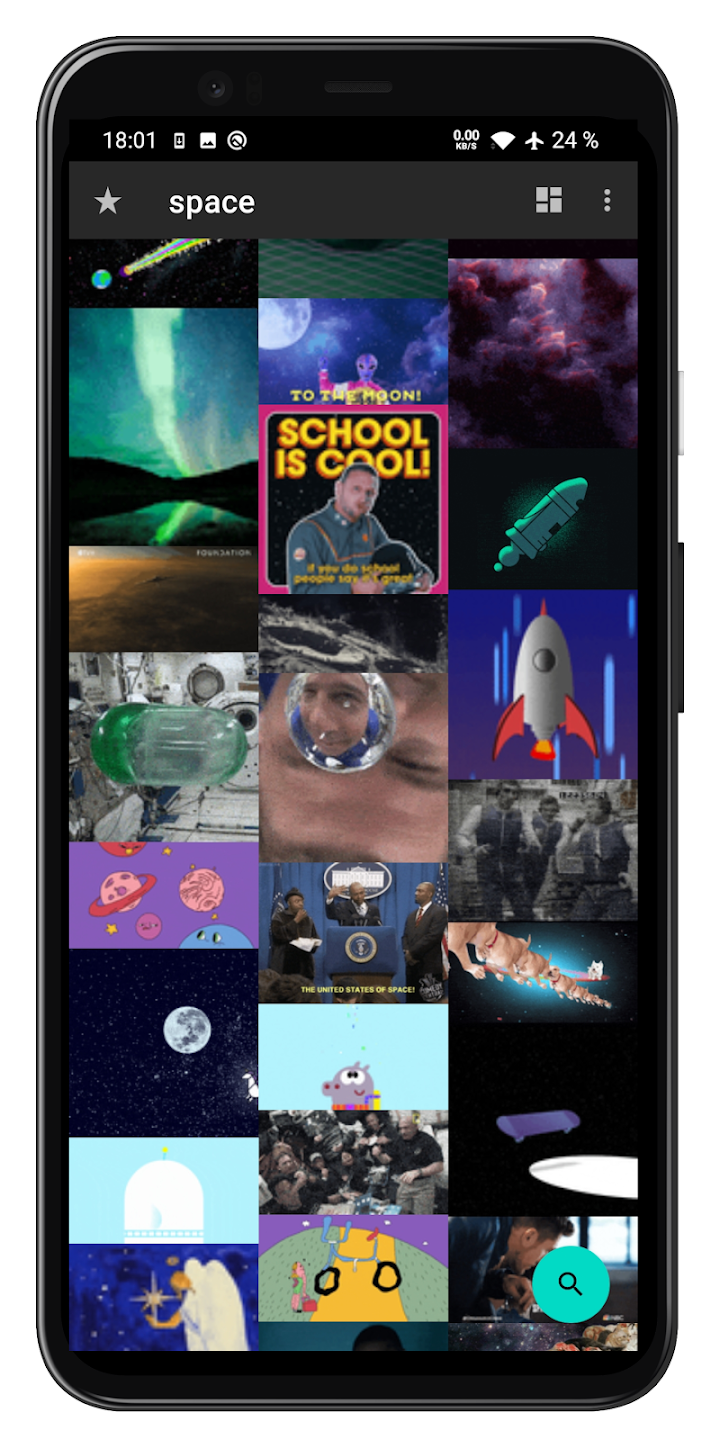 18:01
0.00
KB/S
24 %
space
TO THE MOON!
SCHOOL
IS COOL!
if you do school
people say it's great
FOUNDATION
THE UNITED STATES OF SPACE!